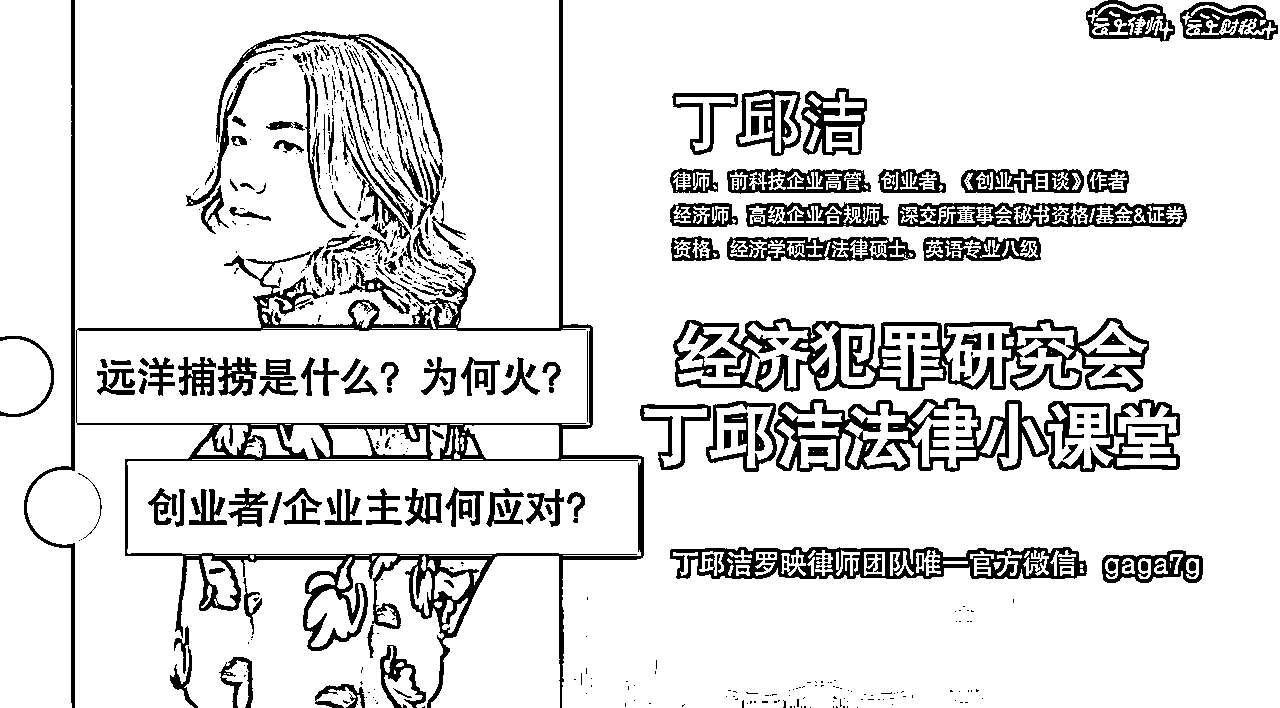 云上律师 云上财税
丁邱洁
律师、前科技企业高管、创业者，《创业十日谈》作者
经济师、高级企业合规师、深交所董事会秘书资格/基金&证券
资格、经济学硕士/法律硕士、英语专业八级
远洋捕捞是什么？为何火？
经济犯罪研究会
丁邱洁法律小课堂
创业者/企业主如何应对？
丁邱洁罗映律师团队唯一官方微信：gaga7g